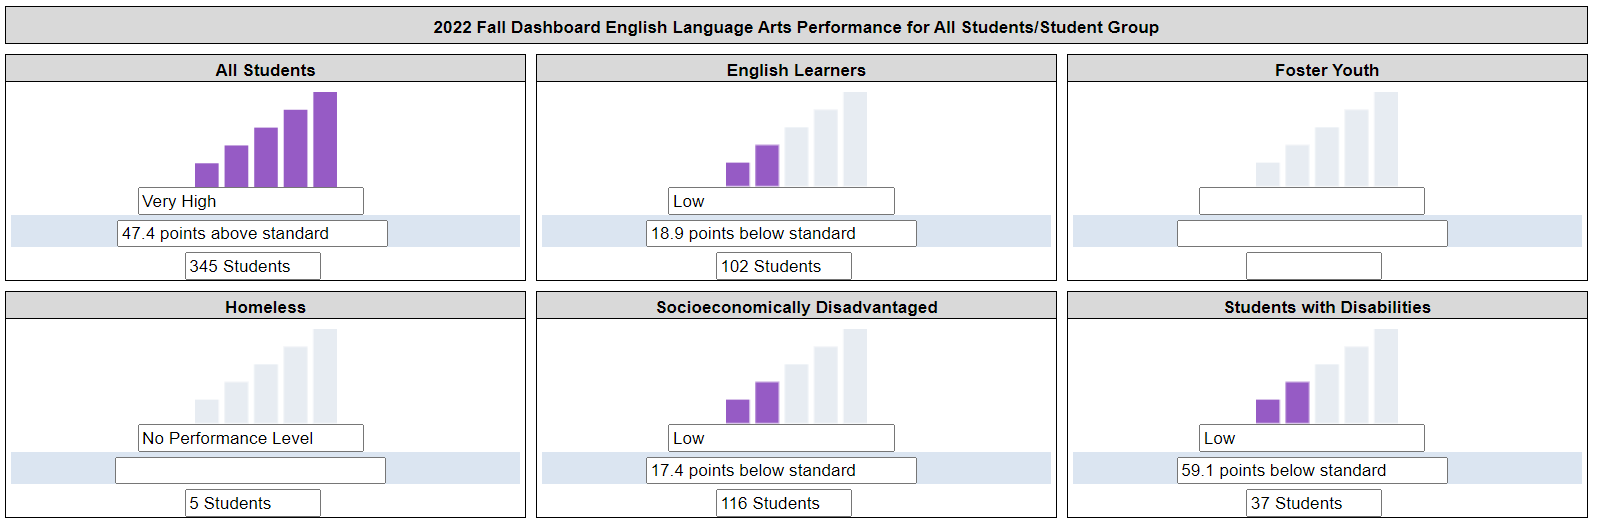 2022 Fall Dashboard English Language Arts Performance for All Students/Student Group
All Students
Very High
47.4 points above standard
345 Students
English Learners
Low
18.9 points below standard
102 Students
Foster Youth
Homeless
No Performance Level
5 Students
Socioeconomically Disadvantaged
Low
17.4 points below standard
116 Students
Students with Disabilities
Low
59.1 points below standard
37 Students